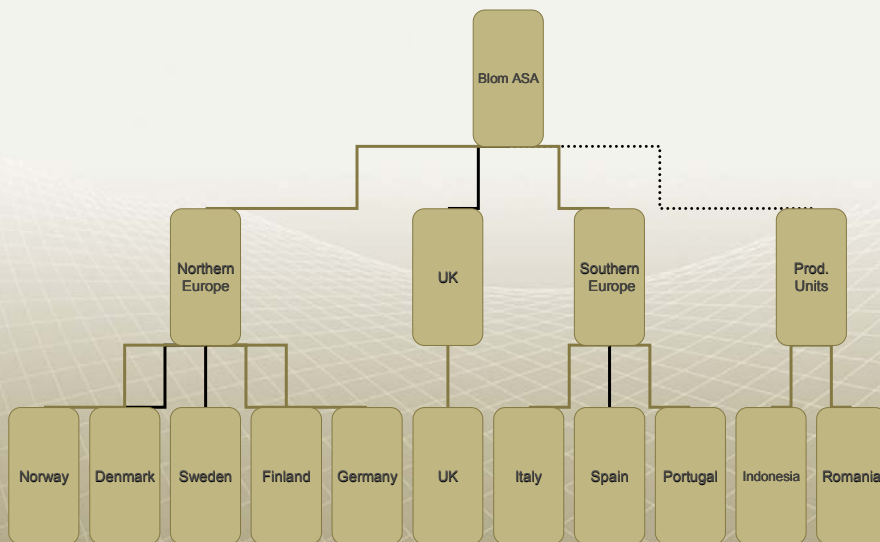 Blom ASA
Northern
Europe
UK
Southern
Europe
Prod.
Units
Norway
Denmark
Sweden
Finland
Germany
UK
Italy
Spain
Portugal
Indonesia
Romania